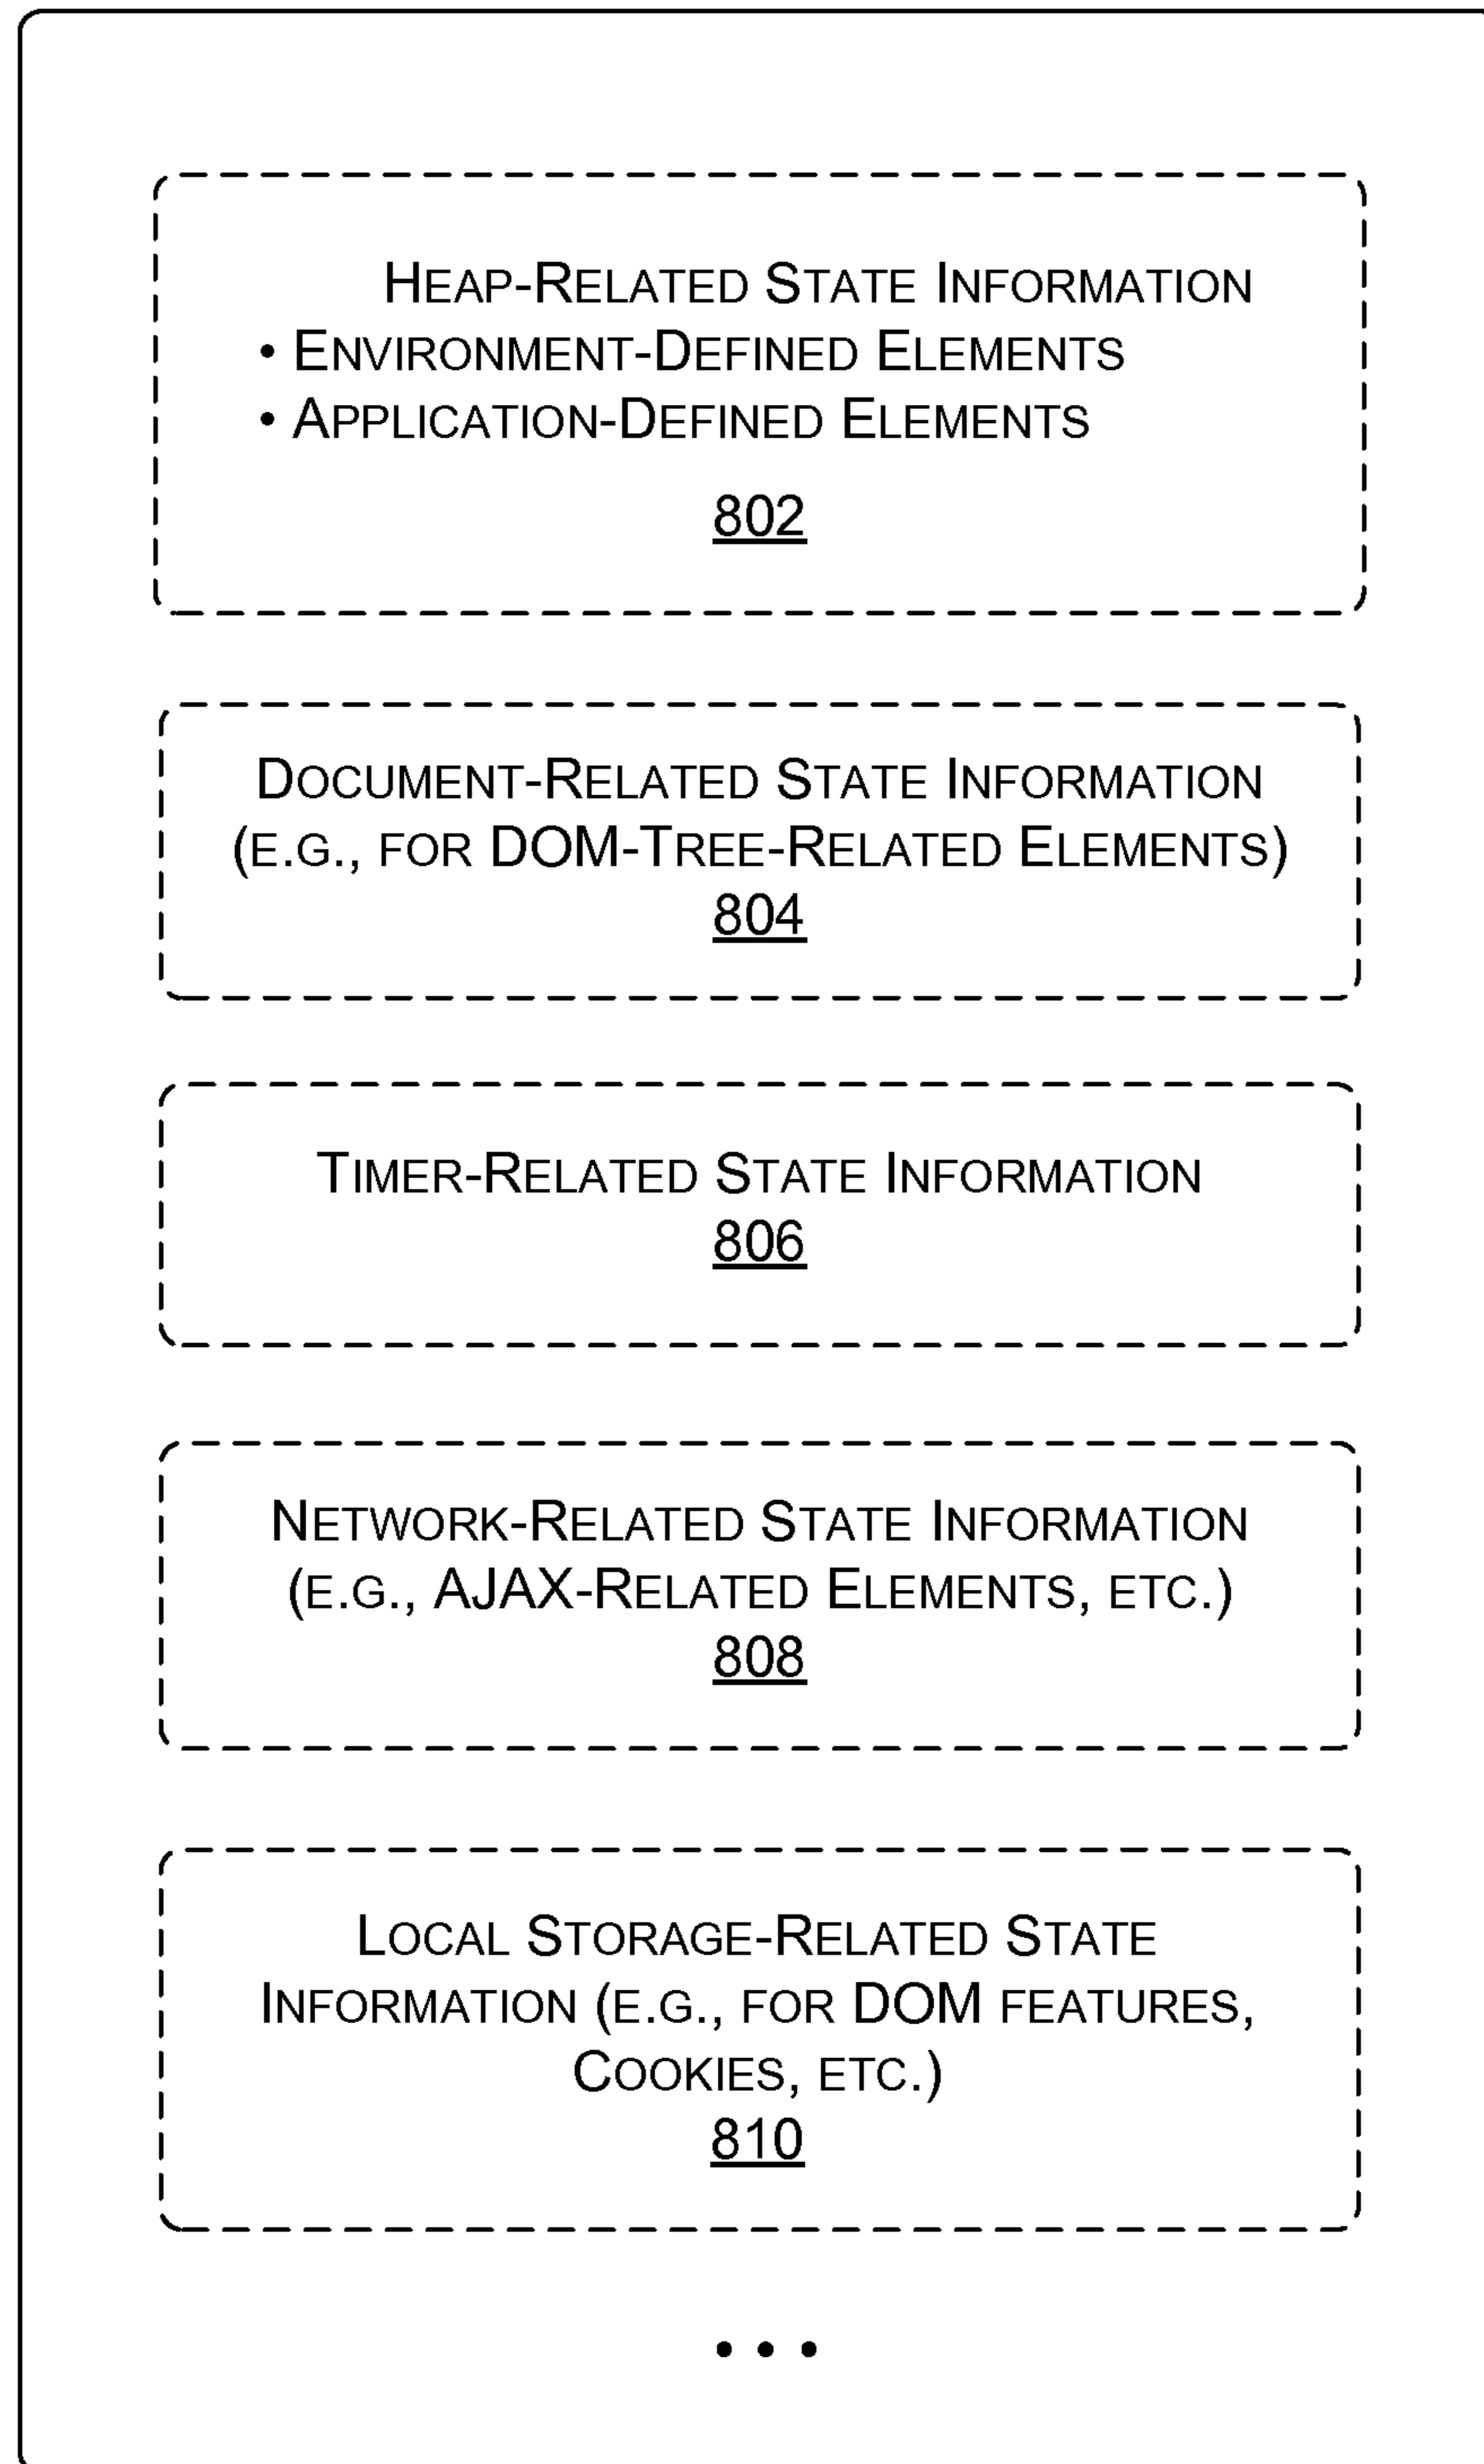 HEAP-RELATED STATE INFORMATION
• ENVIRONMENT-DEFINED ELEMENTS
• APPLICATION-DEFINED ELEMENTS
802
DOCUMENT-RELATED STATE INFORMATION
(E.G., FOR DOM-TREE-RELATED ELEMENTS)
804
TIMER-RELATED STATE INFORMATION
806
NETWORK-RELATED STATE INFORMATION
(E.G., AJAX-RELATED ELEMENTS, ETC.)
808
LOCAL STORAGE-RELATED STATE
INFORMATION (E.G., FOR DOM FEATURES,
COOKIES, ETC.)
810
• • •